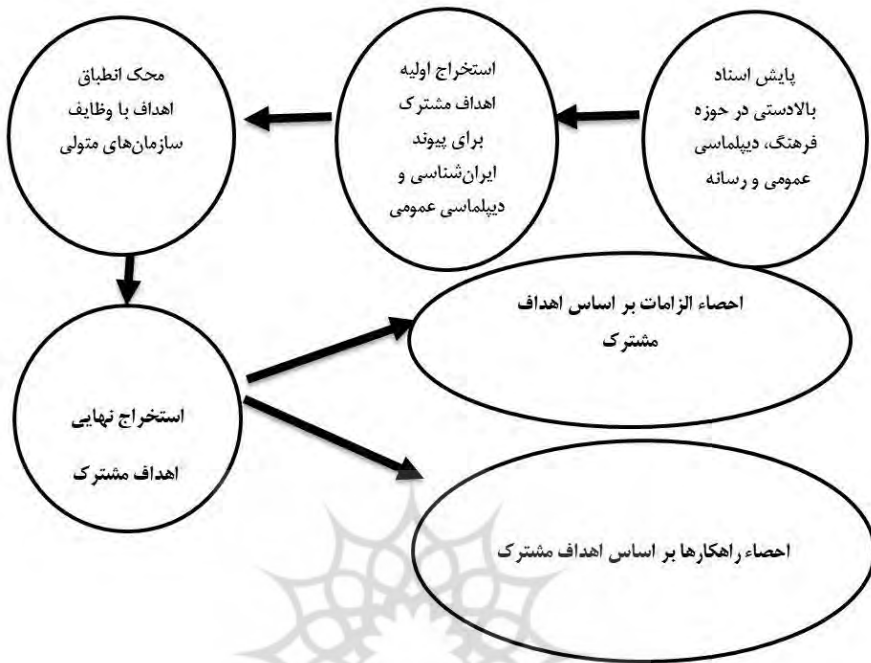 پایش اسناد
بالادستی در حوزه
فرهنگ، دیپلماسی
عمومی و رسانه
استخراج اولیه
اهداف مشترک
برای پیوند
ایران‌شناسی و
دیپلماسی عمومی
محک انطباق
اهداف با وظایف
سازمان‌های متولی
استخراج نهایی
اهداف مشترک
احصاء الزامات بر اساس اهداف
مشترک
احصاء راهکارها بر اساس اهداف مشترک